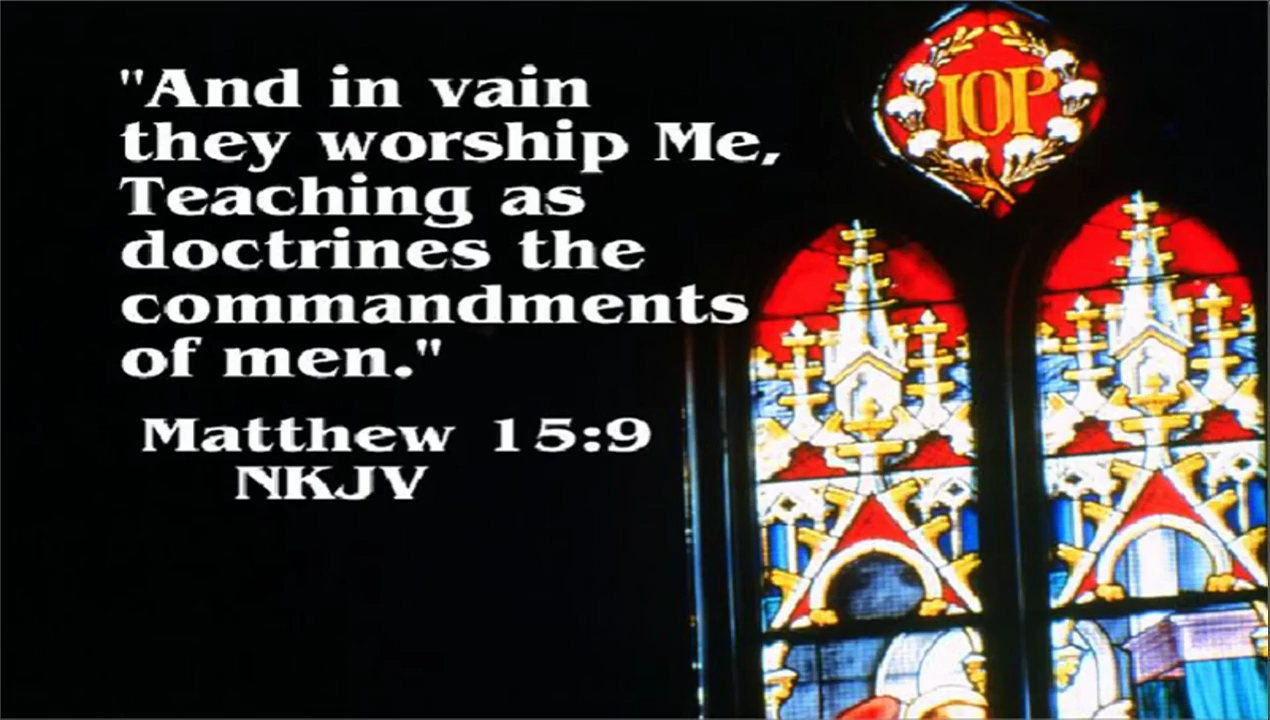 "And in vain
they worship Me,
Teaching as
doctrines the
commandments
of men."
Matthew 15:9
NKJV
IOP